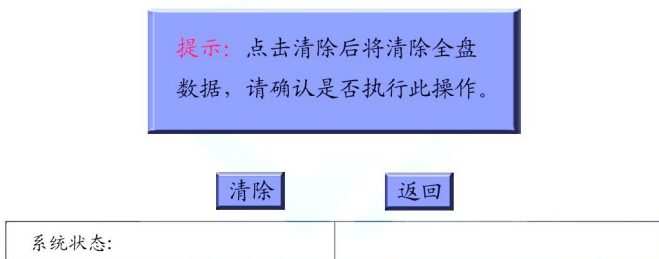 提示：点击清除后将清除全盘
数据，请确认是否执行此操作。
清除 返回
系统状态：